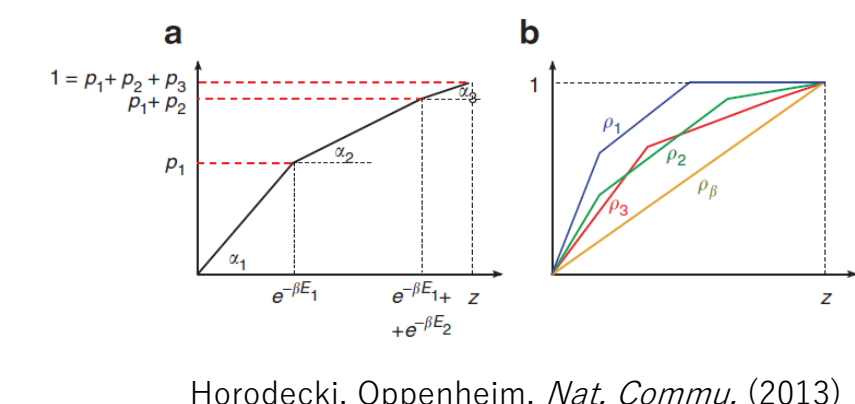 a
1 = p₁+ p₂ + p₃
p₁+ p₂
p₁
α₁
α₂
α₃
e^–βE₁
e^–βE₁+
+e^–βE₂
z
b
1
ρ₁
ρ₂
ρ₃
ρᵦ
z
Horodecki, Oppenheim, Nat. Commu. (2013)